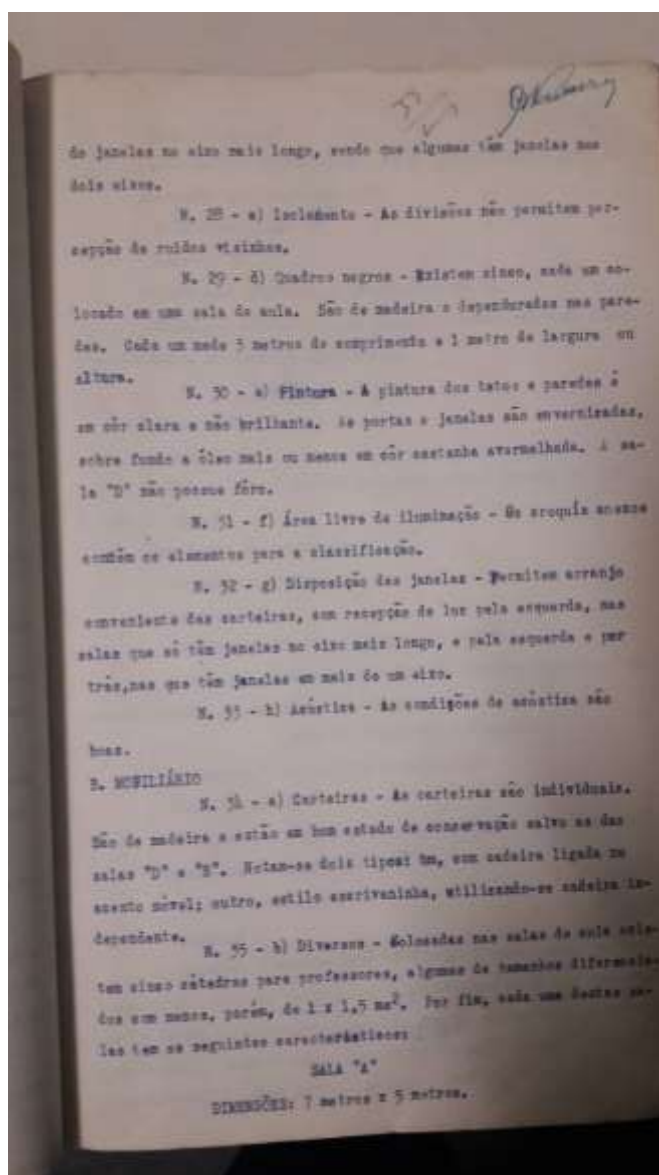 de janelas no eixo mais longo, sendo que algumas têm janelas nos
dois eixos.
N. 28 - e) Isolamento - As divisões não permitem per-
cepção de ruídos visinhos.
N. 29 - d) Quadros negros - Existem cinco, cada um co-
locado em uma sala de aula. São de madeira e dependurados nas pare-
des. Cada um mede 3 metros de comprimento e 1 metro de largura ou
altura.
N. 30 - e) Pintura - A pintura dos tetos e paredes é
em côr clara e não brilhante. As portas e janelas são envernizadas,
sobre fundo a óleo mais ou menos em côr castanha avermelhada. A sa-
la "D" não possue fôrro.
N. 31 - f) Área livre de iluminação - Os croquís anexos
contêm os elementos para a classificação.
N. 32 - g) Disposição das janelas - Permitem arranjo
conveniente das carteiras, com recepção de luz pela esquerda, nas
salas que só têm janelas no eixo mais longo, e pela esquerda e por
trás,nas que têm janelas em mais de um eixo.
N. 33 - h) Acústica - As condições de acústica são
boas.
B. MOBILIÁRIO
N. 34 - a) Carteiras - As carteiras são individuais.
São de madeira e estão em bom estado de conservação salvo as das
salas "D" e "E". Notam-se dois tipos: um, com cadeira ligada ou
assento móvel; outro, estilo escrivaninha, utilizando-se cadeira in-
dependente.
N. 35 - b) Diversos - Colocadas nas salas de aula exis-
tem cinco cátedras para professores, algumas de tamanhos diferencia-
dos com menos, porém, de 1 x 1,5 ms². Por fim, cada uma destas sa-
las tem os seguintes característicos:
SALA "A"
DIMENSÕES: 7 metros x 5 metros.